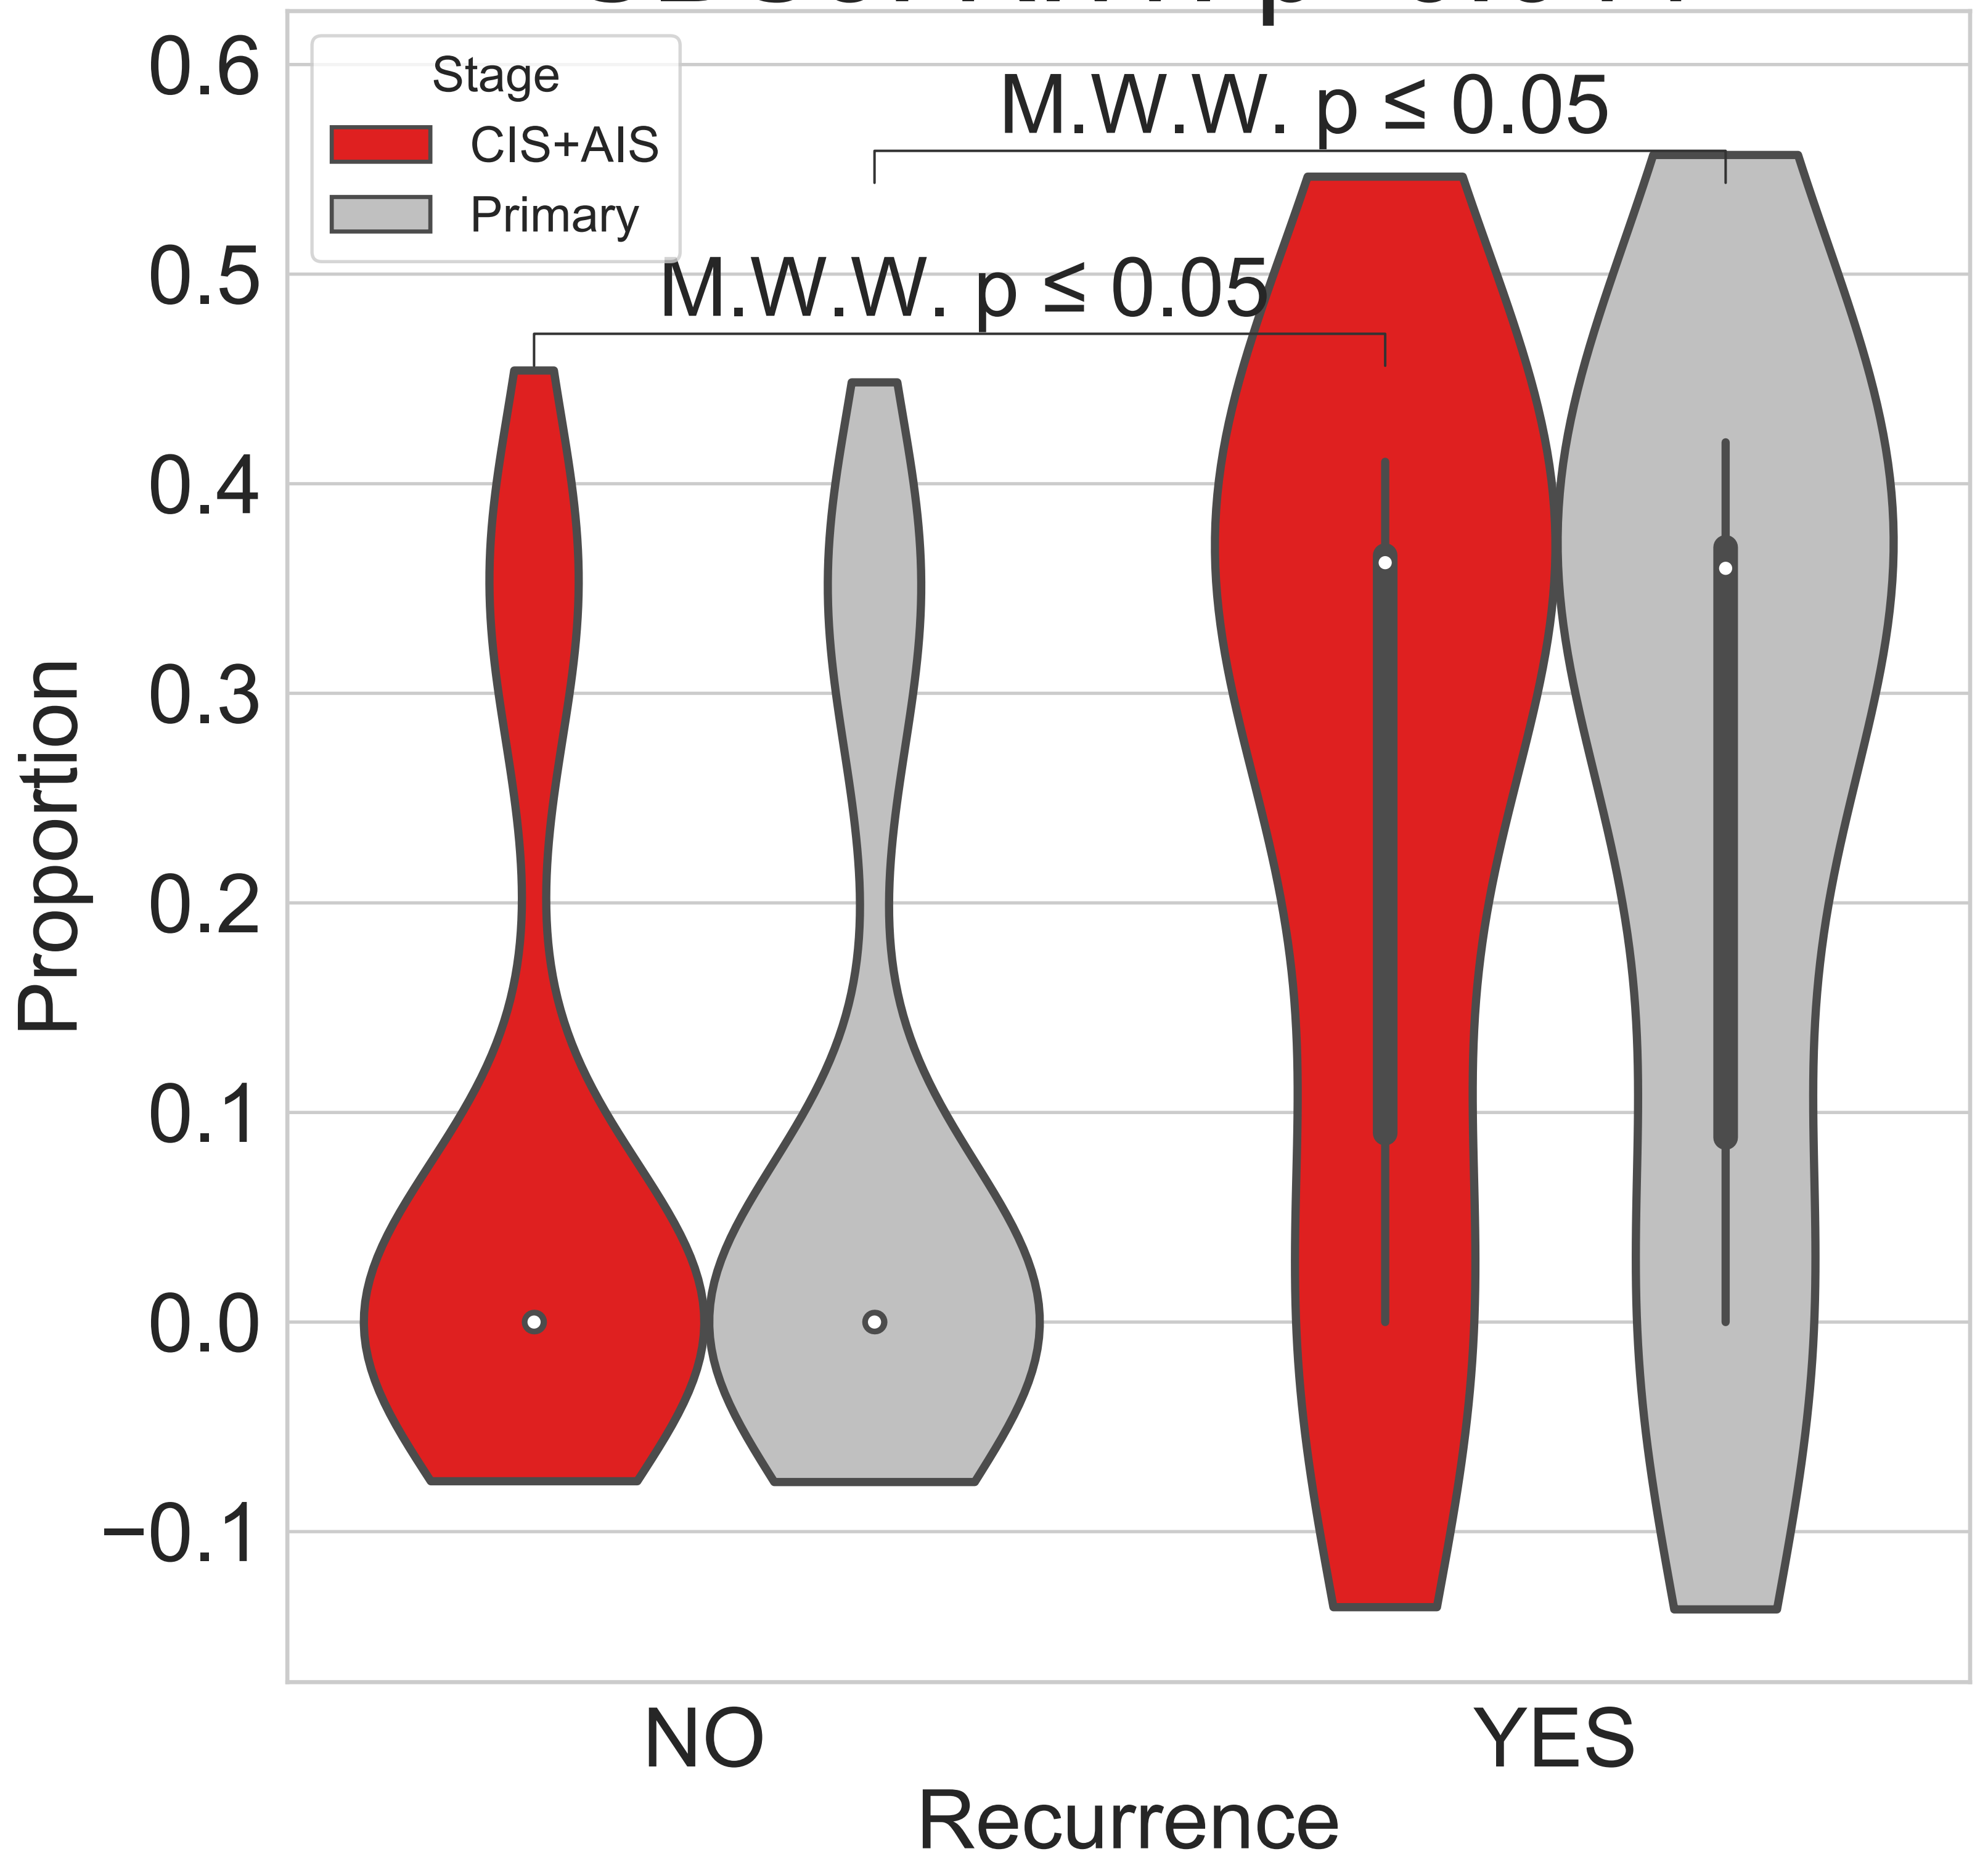 Stage
CIS+AIS
Primary
M.W.W. p ≤ 0.05
M.W.W. p ≤ 0.05
0.6
0.5
0.4
0.3
0.2
0.1
0.0
−0.1
Proportion
NO
YES
Recurrence